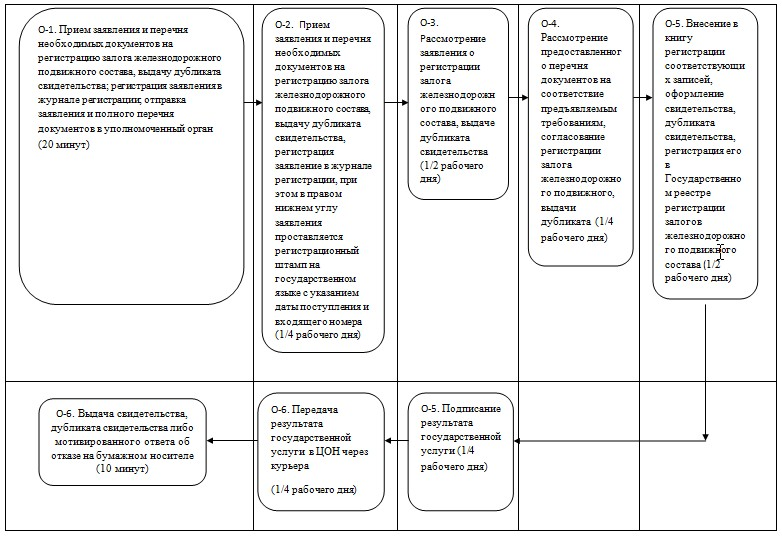 О-1. Прием заявления и перечня
необходимых документов на
регистрацию залога железнодорожного
подвижного состава, выдачу дубликата
свидетельства; регистрация заявления в
журнале регистрации; отправка
заявления и полного перечня
документов в уполномоченный орган
(20 минут)
О-2. Прием
заявления и перечня
необходимых
документов на
регистрацию залога
железнодорожного
подвижного состава,
выдачу дубликата
свидетельства,
регистрация
заявление в журнале
регистрации, при
этом в правом
нижнем углу
заявления
проставляется
регистрационный
штамп на
государственном
языке с указанием
даты поступления и
входящего номера
(1/4 рабочего дня)
О-3.
Рассмотрение
заявления о
регистрации
залога
железнодорожн
ого подвижного
состава, выдаче
дубликата
свидетельства
(1/2 рабочего
дня)
О-4.
Рассмотрение
предоставленног
о перечня
документов на
соответствие
предъявляемым
требованиям,
согласование
регистрации
залога
железнодорожно
го подвижного,
выдачи
дубликата (1/4
рабочего дня)
О-5. Внесение в
книгу
регистрации
соответствующи
х записей,
оформление
свидетельства,
дубликата
свидетельства,
регистрация его
в
Государственно
м реестре
регистрации
залогов
железнодорожно
го подвижного
состава (1/2
рабочего дня)
О-6. Выдача свидетельства,
дубликата свидетельства либо
мотивированного ответа об
отказе на бумажном носителе
(10 минут)
О-6. Передача
результата
государственной
услуги в ЦОН через
курьера
(1/4 рабочего дня)
О-5. Подписание
результата
государственной
услуги (1/4
рабочего дня)